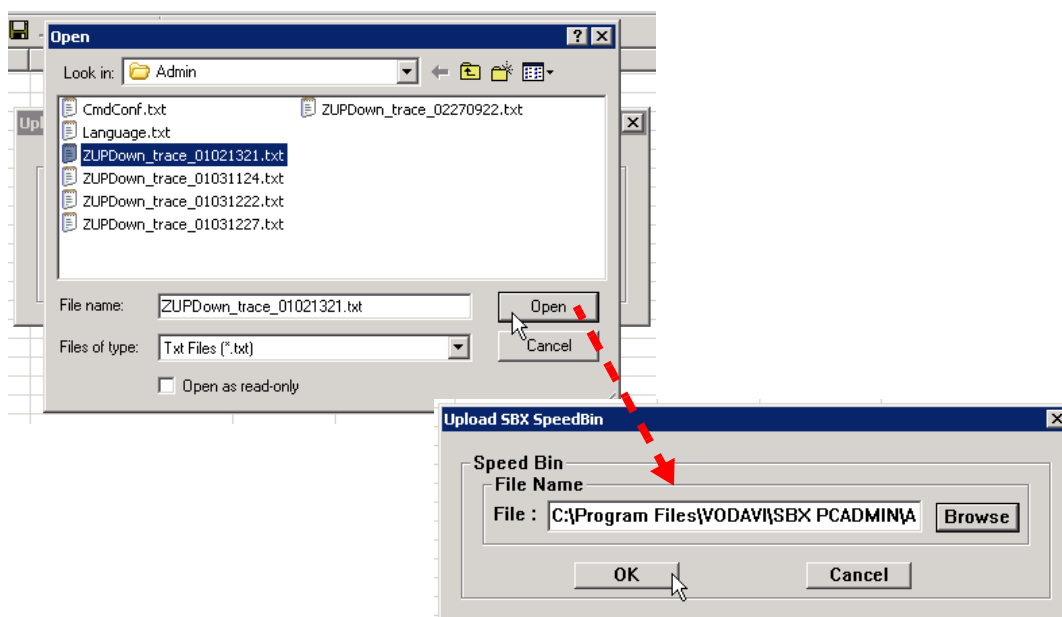 Open
Look in: Admin
CmdConf.txt
ZUPDown_trace_02270922.txt
Language.txt
Upl
ZUPDown_trace_01021321.txt
ZUPDown_trace_01031124.txt
ZUPDown_trace_01031222.txt
ZUPDown_trace_01031227.txt
File name: ZUPDown_trace_01021321.txt Open
Files of type: Txt Files (*.txt) Cancel
Open as read-only
Upload SBX SpeedBin
Speed Bin
File Name
File : C:\Program Files\VODAVI\SBX PCADMIN\A Browse
OK Cancel